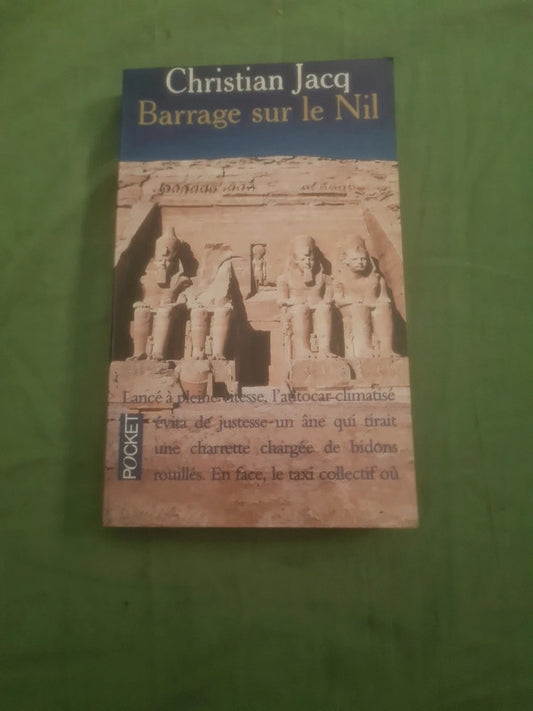 Christian Jacq
Barrage sur le Nil
Lancé à pleine vitesse, l'autocar climatisé
évita de justesse un âne qui tirait
une charrette chargée de bidons
rouillés. En face, le taxi collectif où
POCKET